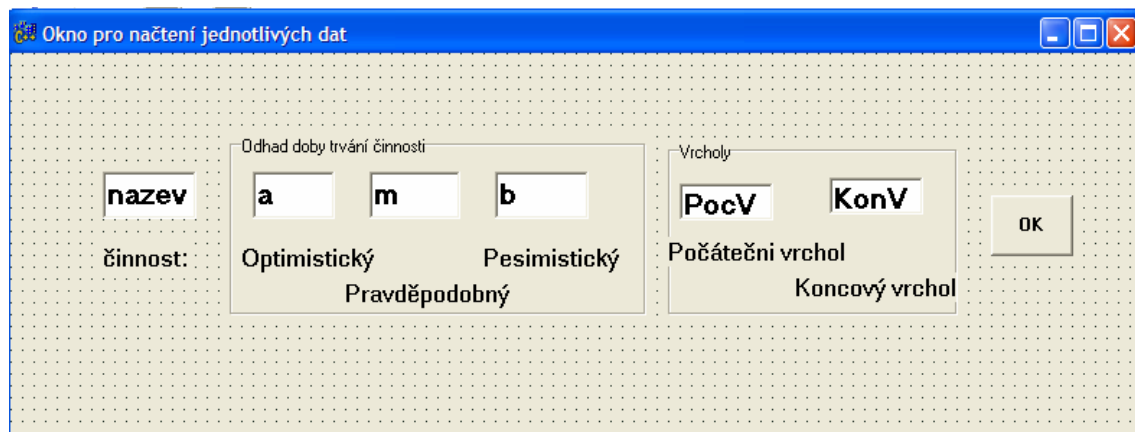 Okno pro načtení jednotlivých dat
Odhad doby trvání činnosti
Vrcholy
nazev
a
m
b
PocV
KonV
OK
činnost:
Optimistický
Pesimistický
Počátečni vrchol
Pravděpodobný
Koncový vrchol